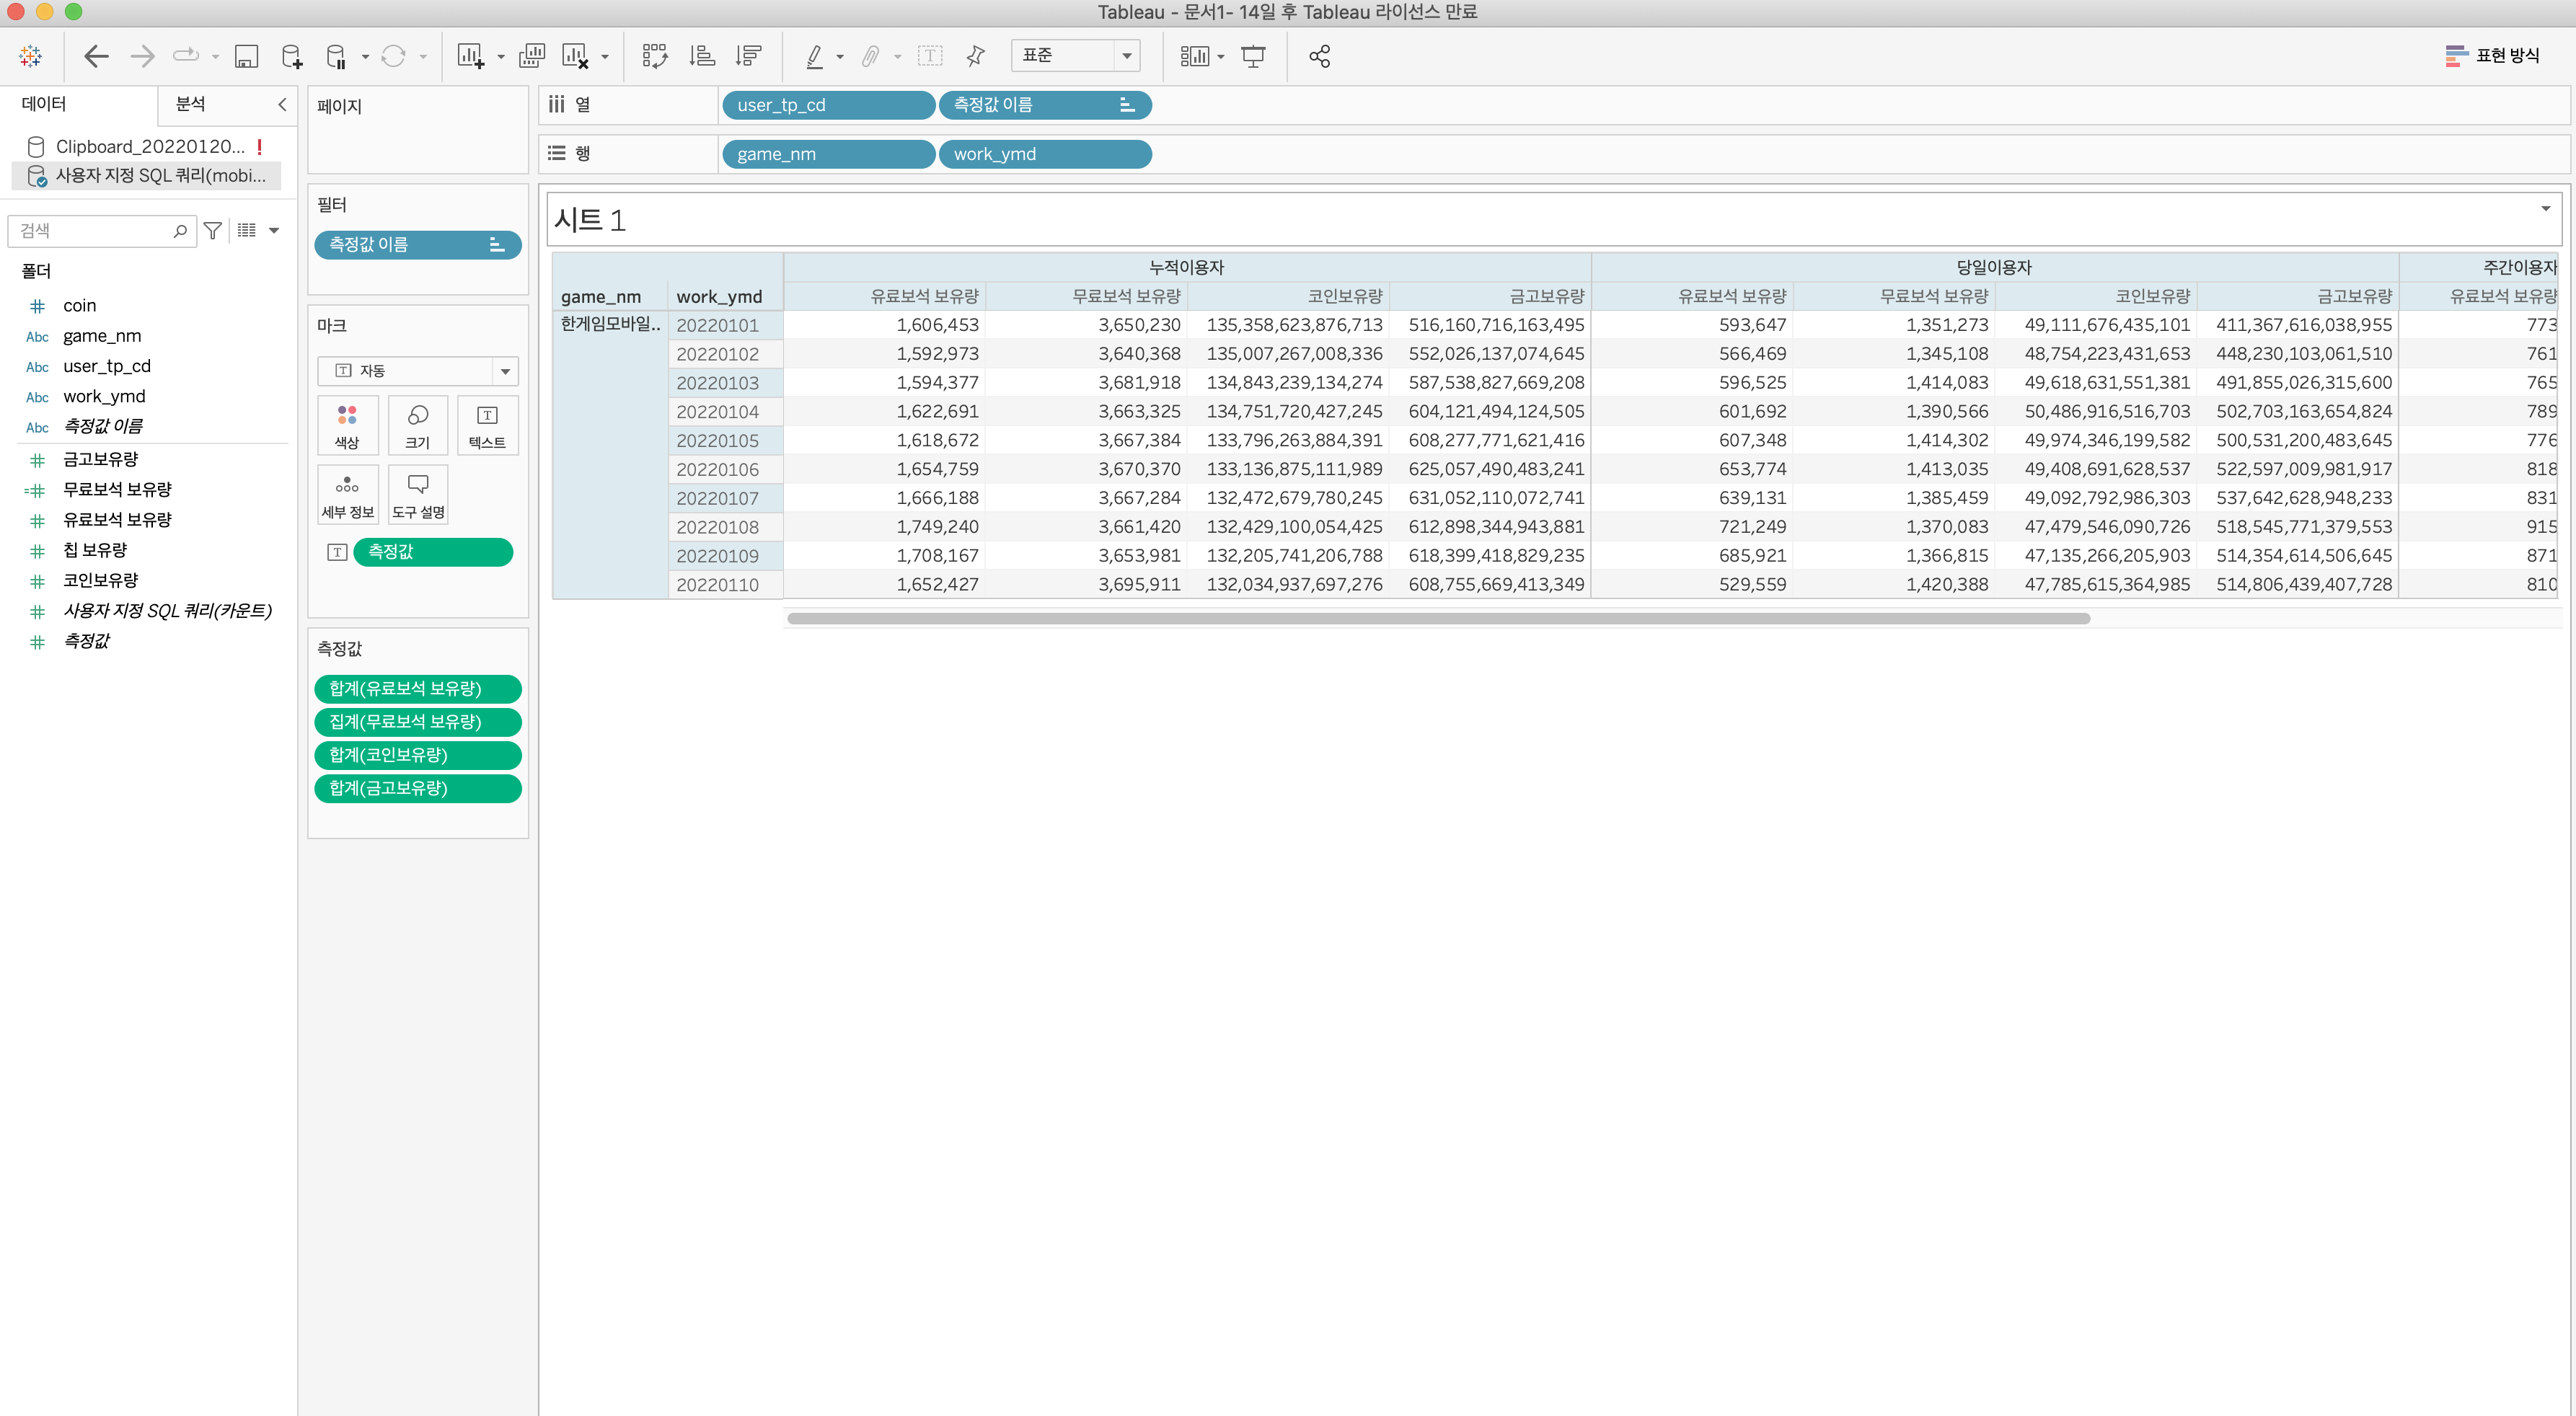 Tableau - 문서1- 14일 후 Tableau 라이선스 만료
표준
표현 방식
데이터
분석
Clipboard_20220120... !
사용자 지정 SQL 쿼리(mobi...
검색
폴더
coin
Abc game_nm
Abc user_tp_cd
Abc work_ymd
Abc 측정값 이름
금고보유량
무료보석 보유량
유료보석 보유량
칩 보유량
코인보유량
사용자 지정 SQL 쿼리(카운트)
측정값
페이지
필터
측정값 이름
마크
자동
색상 크기 텍스트
세부 정보 도구 설명
측정값
측정값
합계(유료보석 보유량)
집계(무료보석 보유량)
합계(코인보유량)
합계(금고보유량)
열 user_tp_cd 측정값 이름
행 game_nm work_ymd
시트 1
누적이용자 당일이용자 주간이용자
game_nm work_ymd 유료보석 보유량 무료보석 보유량 코인보유량 금고보유량 유료보석 보유량 무료보석 보유량 코인보유량 금고보유량 유료보석 보유량
한게임모바일.. 20220101 1,606,453 3,650,230 135,358,623,876,713 516,160,716,163,495 593,647 1,351,273 49,111,676,435,101 411,367,616,038,955 773
20220102 1,592,973 3,640,368 135,007,267,008,336 552,026,137,074,645 566,469 1,345,108 48,754,223,431,653 448,230,103,061,510 761
20220103 1,594,377 3,681,918 134,843,239,134,274 587,538,827,669,208 596,525 1,414,083 49,618,631,551,381 491,855,026,315,600 765
20220104 1,622,691 3,663,325 134,751,720,427,245 604,121,494,124,505 601,692 1,390,566 50,486,916,516,703 502,703,163,654,824 789
20220105 1,618,672 3,667,384 133,796,263,884,391 608,277,771,621,416 607,348 1,414,302 49,974,346,199,582 500,531,200,483,645 776
20220106 1,654,759 3,670,370 133,136,875,111,989 625,057,490,483,241 653,774 1,413,035 49,408,691,628,537 522,597,009,981,917 818
20220107 1,666,188 3,667,284 132,472,679,780,245 631,052,110,072,741 639,131 1,385,459 49,092,792,986,303 537,642,628,948,233 831
20220108 1,749,240 3,661,420 132,429,100,054,425 612,898,344,943,881 721,249 1,370,083 47,479,546,090,726 518,545,771,379,553 915
20220109 1,708,167 3,653,981 132,205,741,206,788 618,399,418,829,235 685,921 1,366,815 47,135,266,205,903 514,354,614,506,645 871
20220110 1,652,427 3,695,911 132,034,937,697,276 608,755,669,413,349 529,559 1,420,388 47,785,615,364,985 514,806,439,407,728 810